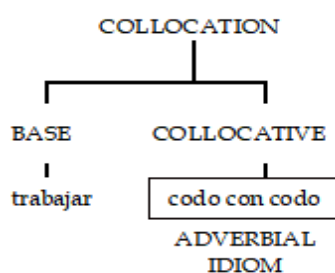 COLLOCATION
BASE COLLOCATIVE
trabajar codo con codo
ADVERBIAL
IDIOM